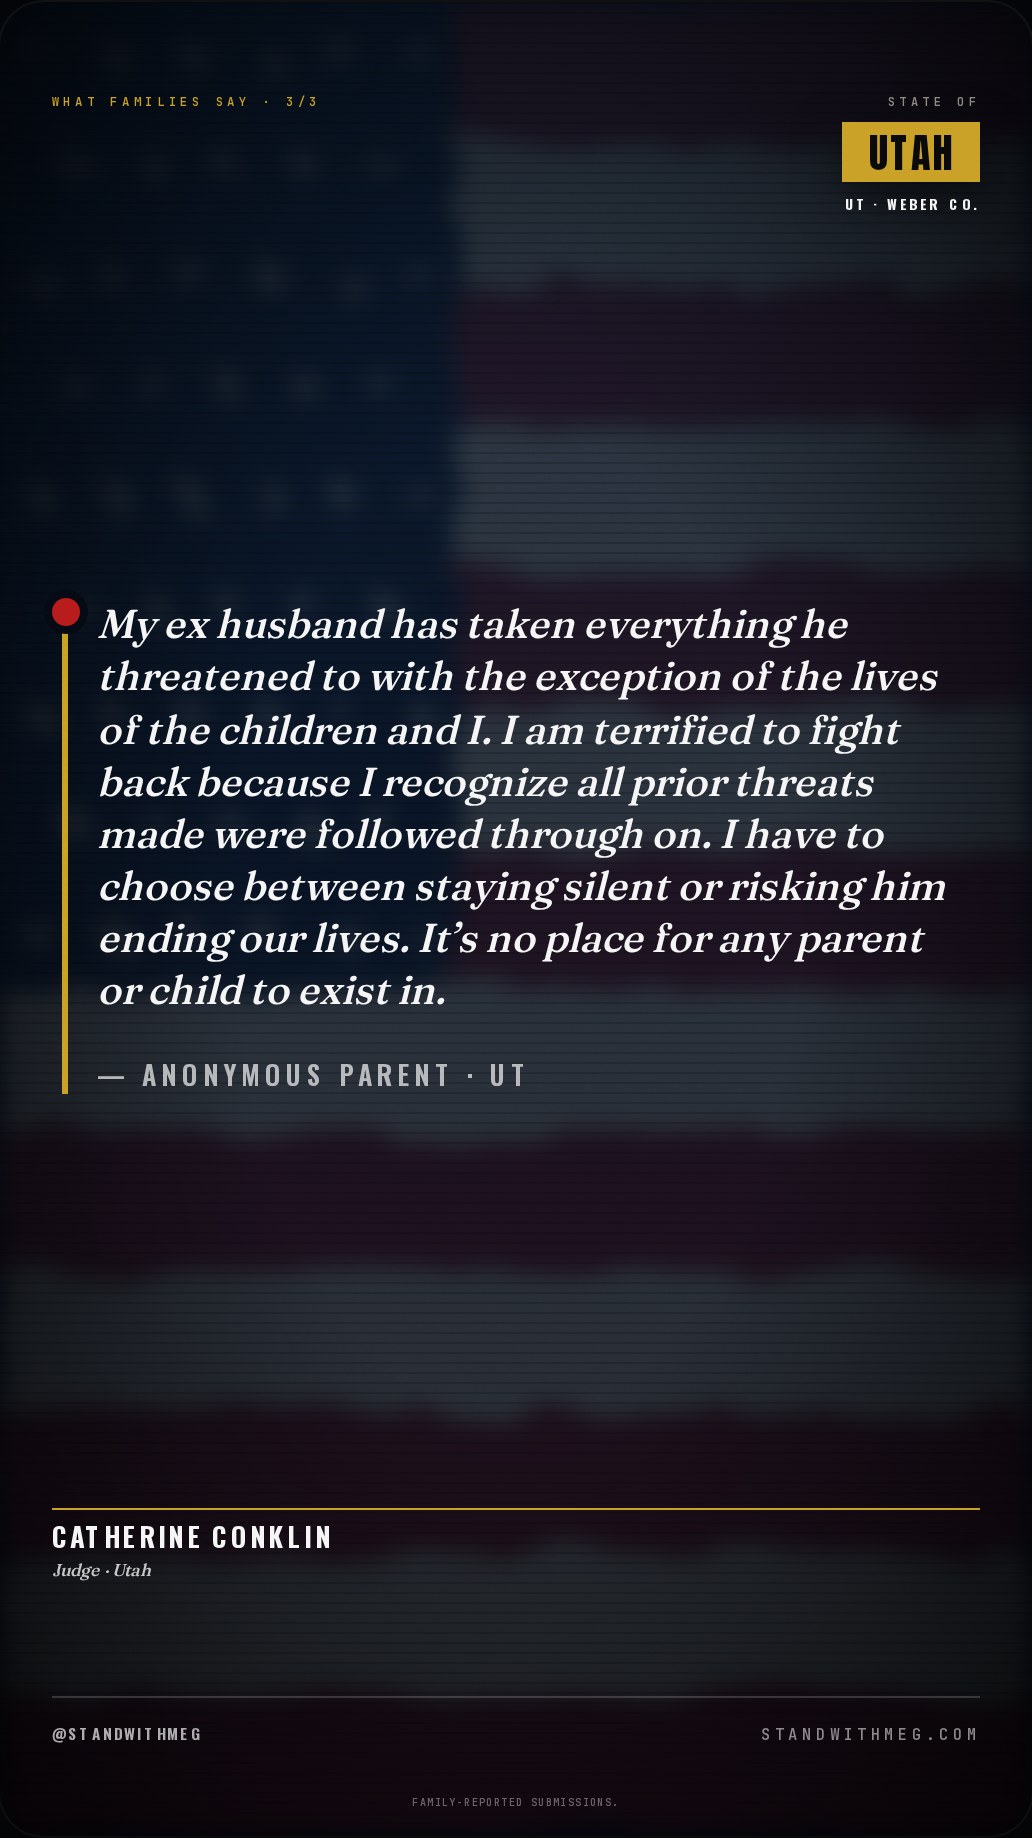 WHAT FAMILIES SAY · 3/3
STATE OF
UTAH
UT · WEBER CO.
My ex husband has taken everything he
threatened to with the exception of the lives
of the children and I. I am terrified to fight
back because I recognize all prior threats
made were followed through on. I have to
choose between staying silent or risking him
ending our lives. It’s no place for any parent
or child to exist in.
— ANONYMOUS PARENT · UT
CATHERINE CONKLIN
Judge · Utah
@STANDWITHMEG
STANDWITHMEG.COM
FAMILY-REPORTED SUBMISSIONS.